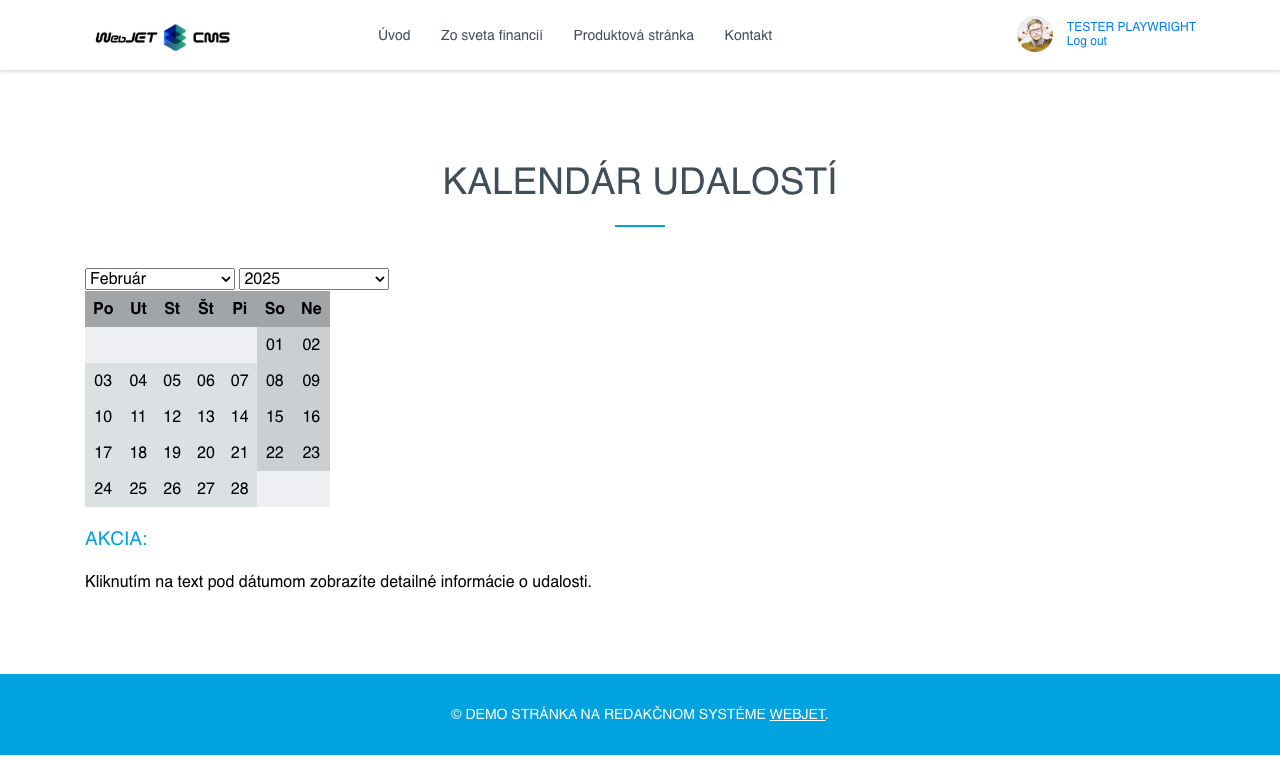 WebJET CMS
Úvod Zo sveta financií Produktová stránka Kontakt
TESTER PLAYWRIGHT
Log out
KALENDÁR UDALOSTÍ
Február 2025
Po Ut St Št Pi So Ne
01 02
03 04 05 06 07 08 09
10 11 12 13 14 15 16
17 18 19 20 21 22 23
24 25 26 27 28
AKCIA:
Kliknutím na text pod dátumom zobrazíte detailné informácie o udalosti.
© DEMO STRÁNKA NA REDAKČNOM SYSTÉME WEBJET.